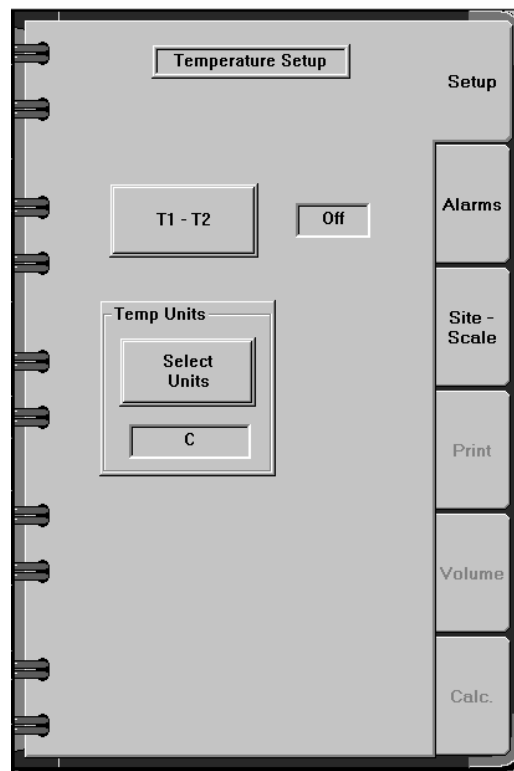 Temperature Setup
Setup
T1 - T2
Off
Alarms
Temp Units
Select
Units
C
Site -
Scale
Print
Volume
Calc.